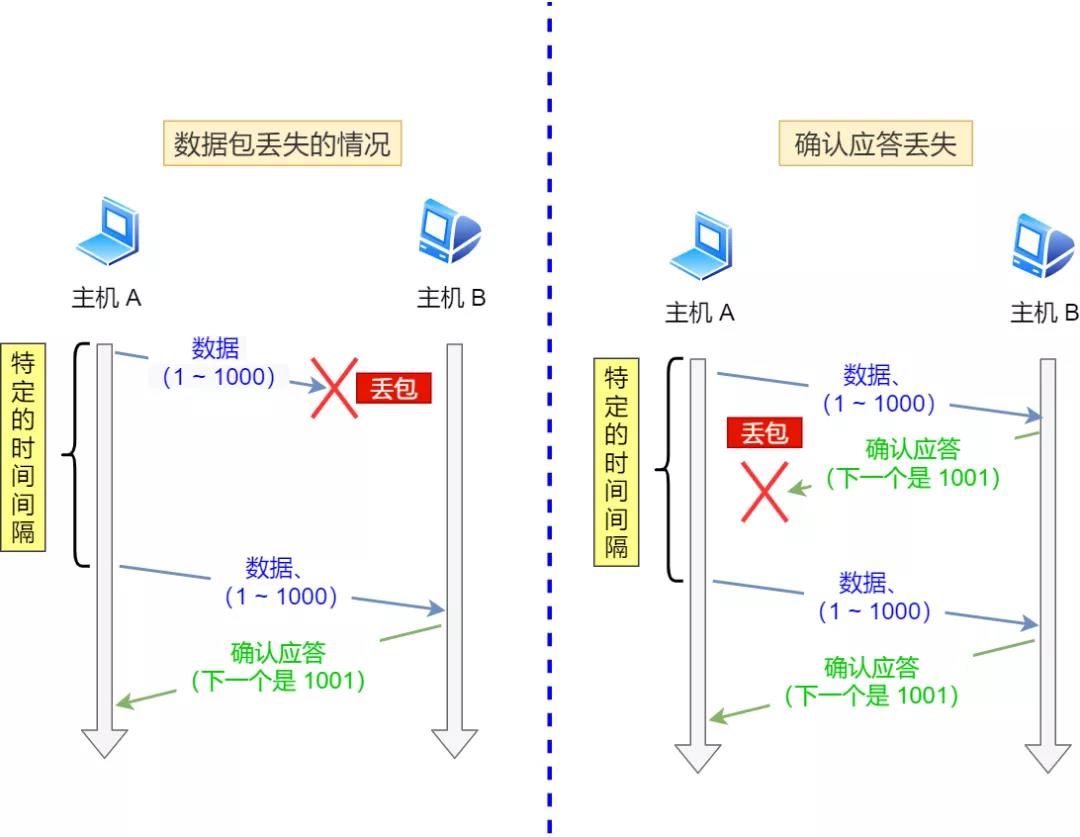 数据包丢失的情况
主机 A
主机 B
特定的时间间隔
数据
（1 ~ 1000）
丢包
数据、
（1 ~ 1000）
确认应答
（下一个是 1001）
确认应答丢失
主机 A
主机 B
特定的时间间隔
数据、
（1 ~ 1000）
丢包
确认应答
（下一个是 1001）
数据、
（1 ~ 1000）
确认应答
（下一个是 1001）